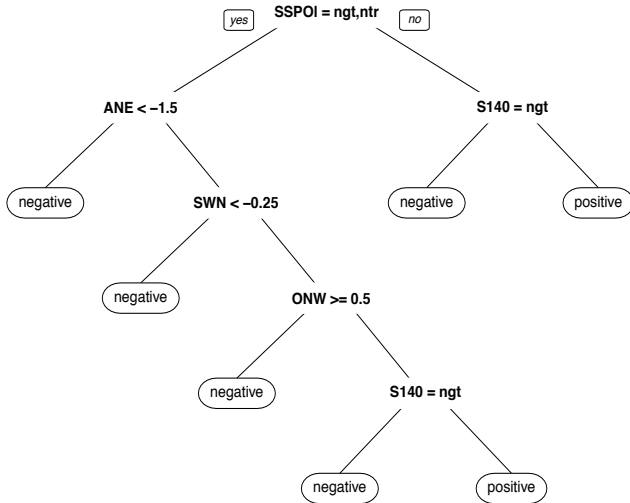 yes
SSPOl = ngt,ntr
no
ANE < −1.5
S140 = ngt
negative
SWN < −0.25
negative
positive
negative
ONW >= 0.5
negative
S140 = ngt
negative
positive